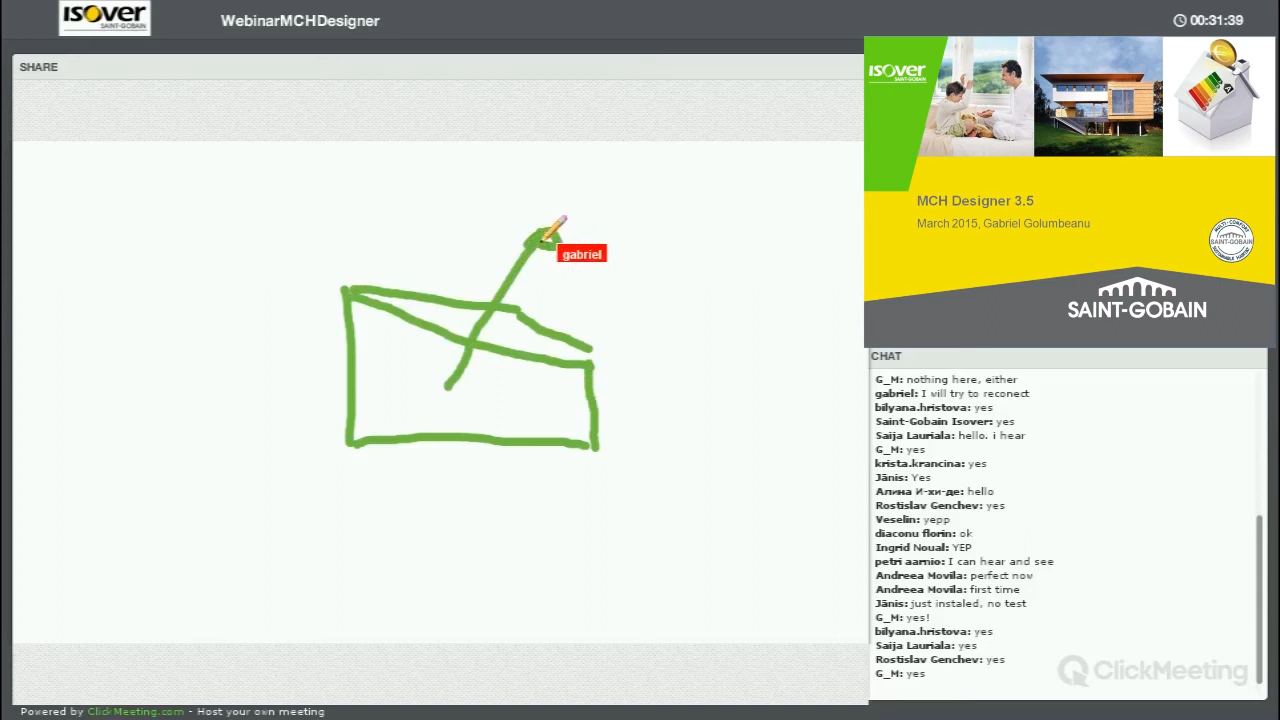 isover
SAINT-GOBAIN
WebinarMCHDesigner
00:31:39
SHARE
gabriel
isover
SAINT-GOBAIN
MCH Designer 3.5
March 2015, Gabriel Golumbeanu
MULTI-COMFORT
SAINT-GOBAIN
SAINT-GOBAIN
CHAT
G_M: nothing here, either
gabriel: I will try to reconect
bilyana.hristova: yes
Saint-Gobain Isover: yes
Saija Lauriala: hello. i hear
G_M: yes
krista.krancina: yes
Jānis: Yes
Алина И-хи-де: hello
Rostislav Genchev: yes
Veselin: yepp
diaconu florin: ok
Ingrid Noual: YEP
petri aarnio: I can hear and see
Andreea Movila: perfect now
Andreea Movila: first time
Jānis: just instaled, no test
G_M: yes!
bilyana.hristova: yes
Saija Lauriala: yes
Rostislav Genchev: yes
G_M: yes
ClickMeeting
Powered by ClickMeeting.com - Host your own meeting